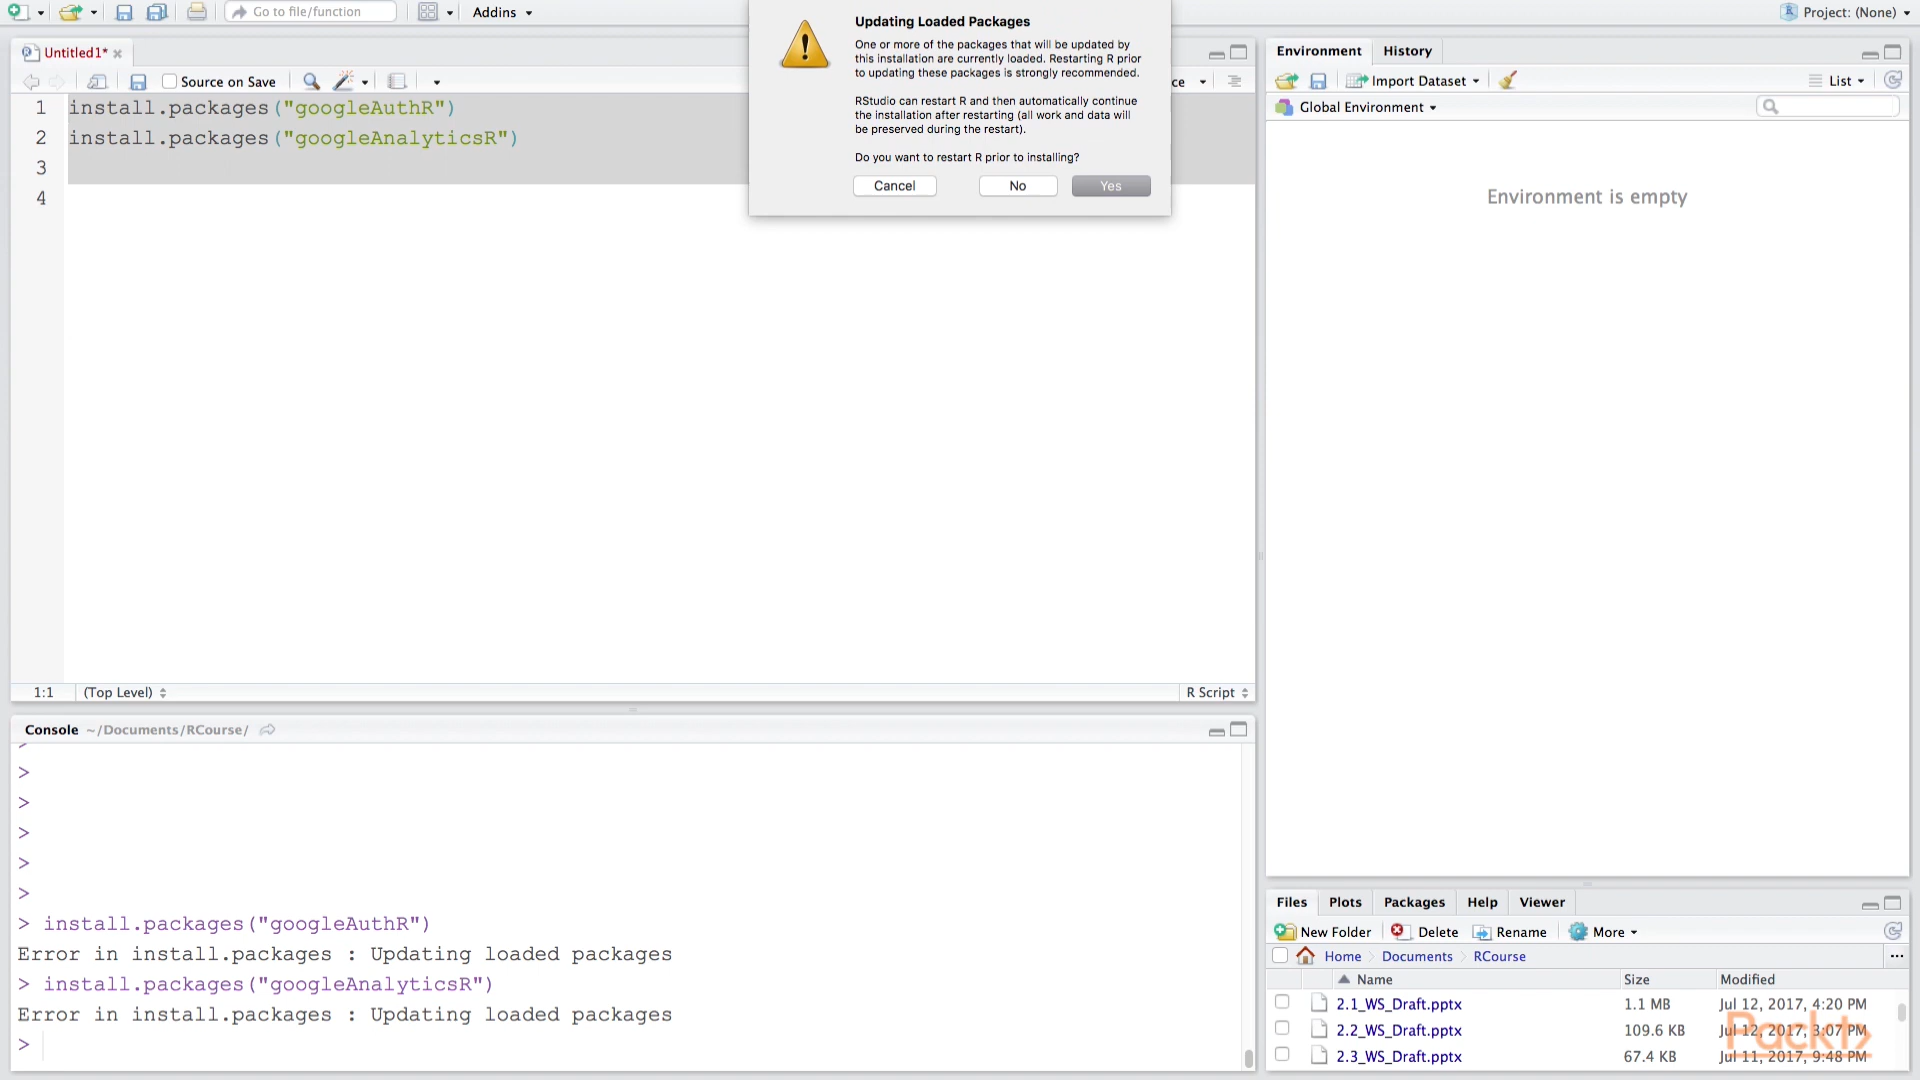 Go to file/function
Addins
Project: (None)
Updating Loaded Packages
One or more of the packages that will be updated by
this installation are currently loaded. Restarting R prior
to updating these packages is strongly recommended.
RStudio can restart R and then automatically continue
the installation after restarting (all work and data will
be preserved during the restart).
Do you want to restart R prior to installing?
Cancel
No
Yes
Untitled1*
Source on Save
ce
1 install.packages("googleAuthR")
2 install.packages("googleAnalyticsR")
3
4
1:1
(Top Level)
R Script
Console ~/Documents/RCourse/
>
>
>
>
>
> install.packages("googleAuthR")
Error in install.packages : Updating loaded packages
> install.packages("googleAnalyticsR")
Error in install.packages : Updating loaded packages
>
Environment History
Import Dataset
List
Global Environment
Environment is empty
Files Plots Packages Help Viewer
New Folder Delete Rename More
Home Documents RCourse
...
Name Size Modified
2.1_WS_Draft.pptx 1.1 MB Jul 12, 2017, 4:20 PM
2.2_WS_Draft.pptx 109.6 KB Jul 12, 2017, 3:07 PM
2.3_WS_Draft.pptx 67.4 KB Jul 11, 2017, 9:48 PM
Packt>